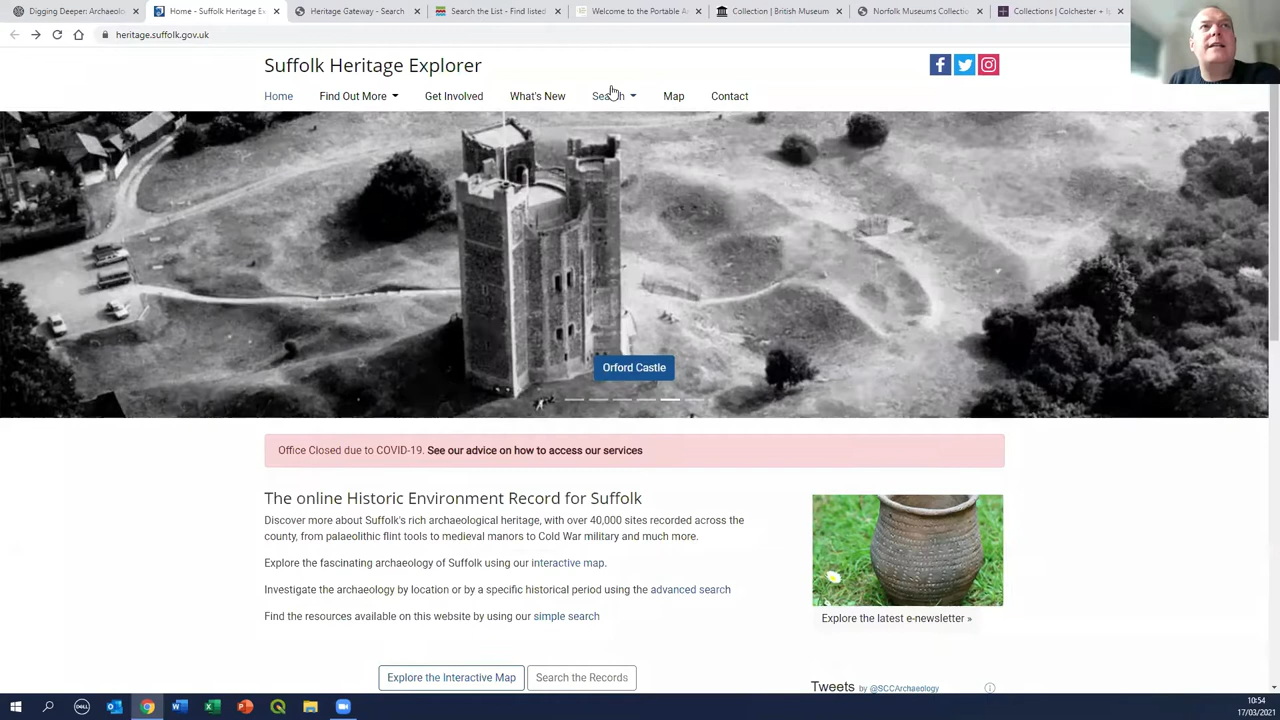 Digging Deeper: Archaeolo
Home - Suffolk Heritage Ex
Heritage Gateway - Search
Search the List - Find listed
Welcome to the Portable A
Collection | British Museum
Norfolk Museums Collectio
Collections | Colchester + Ip
heritage.suffolk.gov.uk
Suffolk Heritage Explorer
Home
Find Out More
Get Involved
What's New
Search
Map
Contact
Orford Castle
Office Closed due to COVID-19. See our advice on how to access our services
The online Historic Environment Record for Suffolk
Discover more about Suffolk's rich archaeological heritage, with over 40,000 sites recorded across the
county, from palaeolithic flint tools to medieval manors to Cold War military and much more.
Explore the fascinating archaeology of Suffolk using our interactive map.
Investigate the archaeology by location or by a specific historical period using the advanced search
Find the resources available on this website by using our simple search
Explore the latest e-newsletter »
Explore the Interactive Map
Search the Records
Tweets by @SCCArchaeology
DELL
10:54
17/03/2021